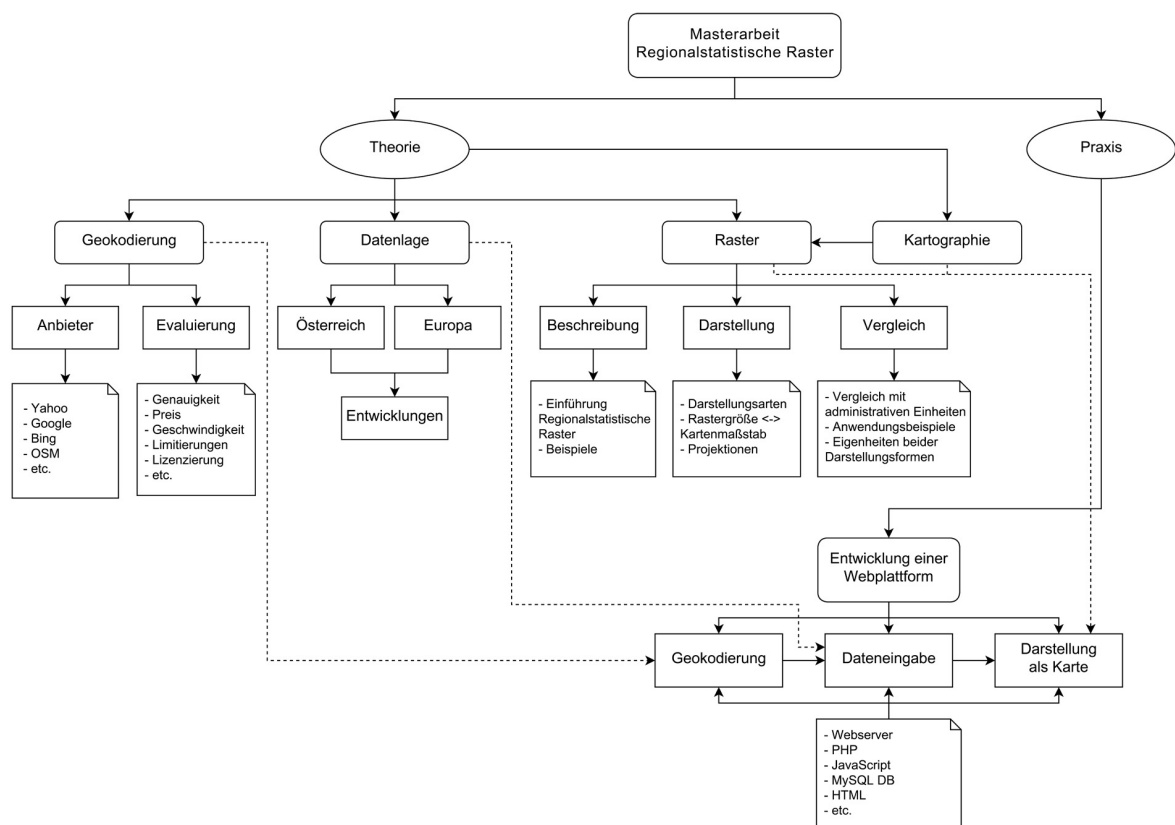 Masterarbeit
Regionalstatistische Raster
Theorie
Praxis
Geokodierung
Datenlage
Raster
Kartographie
Anbieter
Evaluierung
Österreich
Europa
Beschreibung
Darstellung
Vergleich
- Yahoo
- Google
- Bing
- OSM
- etc.
- Genauigkeit
- Preis
- Geschwindigkeit
- Limitierungen
- Lizenzierung
- etc.
Entwicklungen
- Einführung
Regionalstatistische
Raster
- Beispiele
- Darstellungsarten
- Rastergröße <->
Kartenmaßstab
- Projektionen
- Vergleich mit
administrativen Einheiten
- Anwendungsbeispiele
- Eigenheiten beider
Darstellungsformen
Entwicklung einer
Webplattform
Geokodierung
Dateneingabe
Darstellung
als Karte
- Webserver
- PHP
- JavaScript
- MySQL DB
- HTML
- etc.